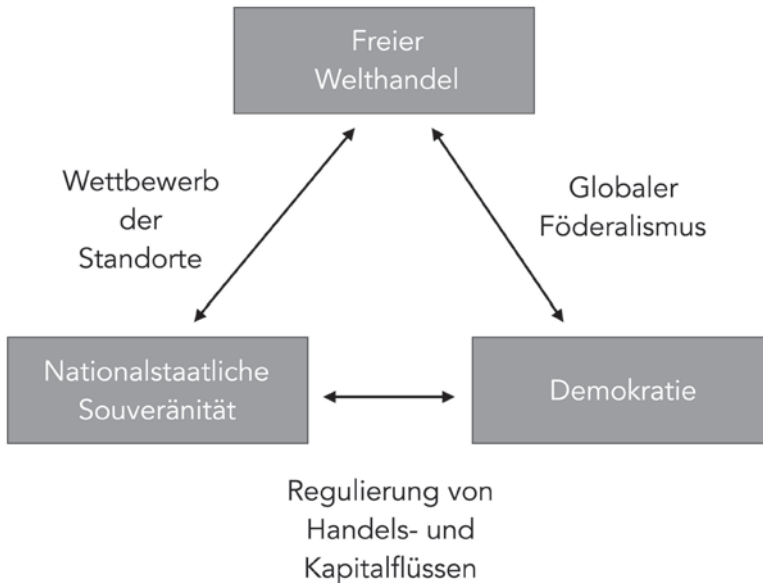 Freier
Welthandel
Wettbewerb
der
Standorte
Globaler
Föderalismus
Nationalstaatliche
Souveränität
Demokratie
Regulierung von
Handels- und
Kapitalflüssen